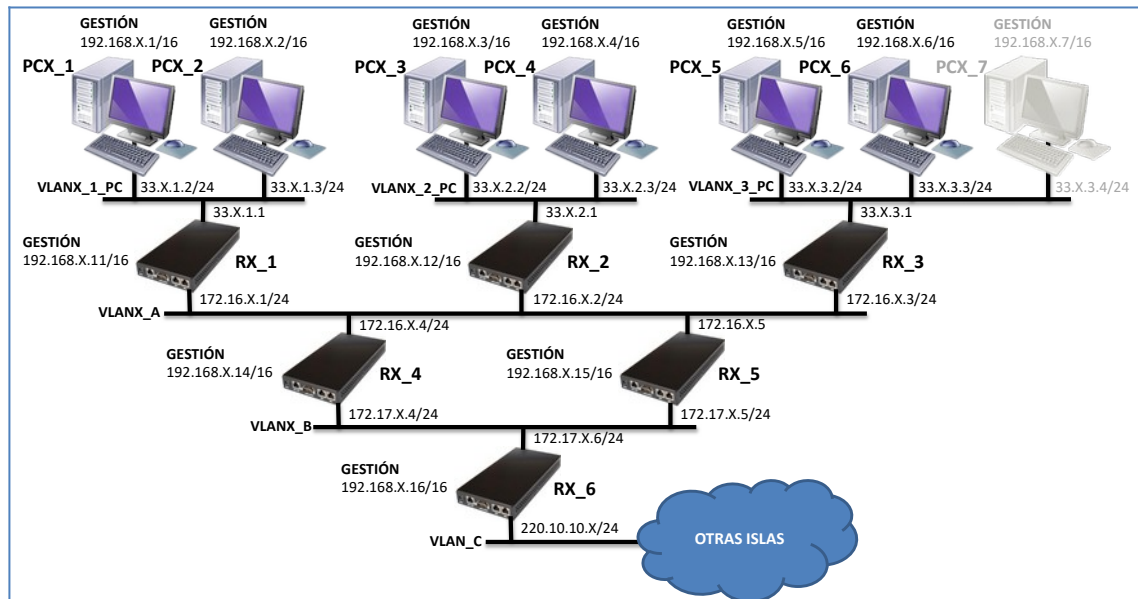 GESTIÓN
192.168.X.1/16
GESTIÓN
192.168.X.2/16
GESTIÓN
192.168.X.3/16
GESTIÓN
192.168.X.4/16
GESTIÓN
192.168.X.5/16
GESTIÓN
192.168.X.6/16
GESTIÓN
192.168.X.7/16
PCX_1
PCX_2
PCX_3
PCX_4
PCX_5
PCX_6
PCX_7
VLANX_1_PC
33.X.1.2/24
33.X.1.3/24
VLANX_2_PC
33.X.2.2/24
33.X.2.3/24
VLANX_3_PC
33.X.3.2/24
33.X.3.3/24
33.X.3.4/24
33.X.1.1
33.X.2.1
33.X.3.1
GESTIÓN
192.168.X.11/16
RX_1
GESTIÓN
192.168.X.12/16
RX_2
GESTIÓN
192.168.X.13/16
RX_3
172.16.X.1/24
172.16.X.2/24
172.16.X.3/24
VLANX_A
172.16.X.4/24
172.16.X.5
GESTIÓN
192.168.X.14/16
RX_4
GESTIÓN
192.168.X.15/16
RX_5
172.17.X.4/24
172.17.X.5/24
VLANX_B
172.17.X.6/24
GESTIÓN
192.168.X.16/16
RX_6
220.10.10.X/24
VLAN_C
OTRAS ISLAS